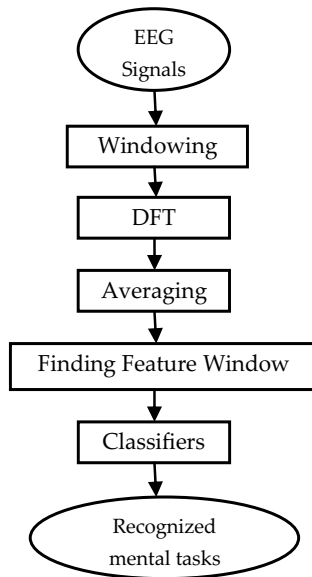 EEG
Signals
Windowing
DFT
Averaging
Finding Feature Window
Classifiers
Recognized
mental tasks